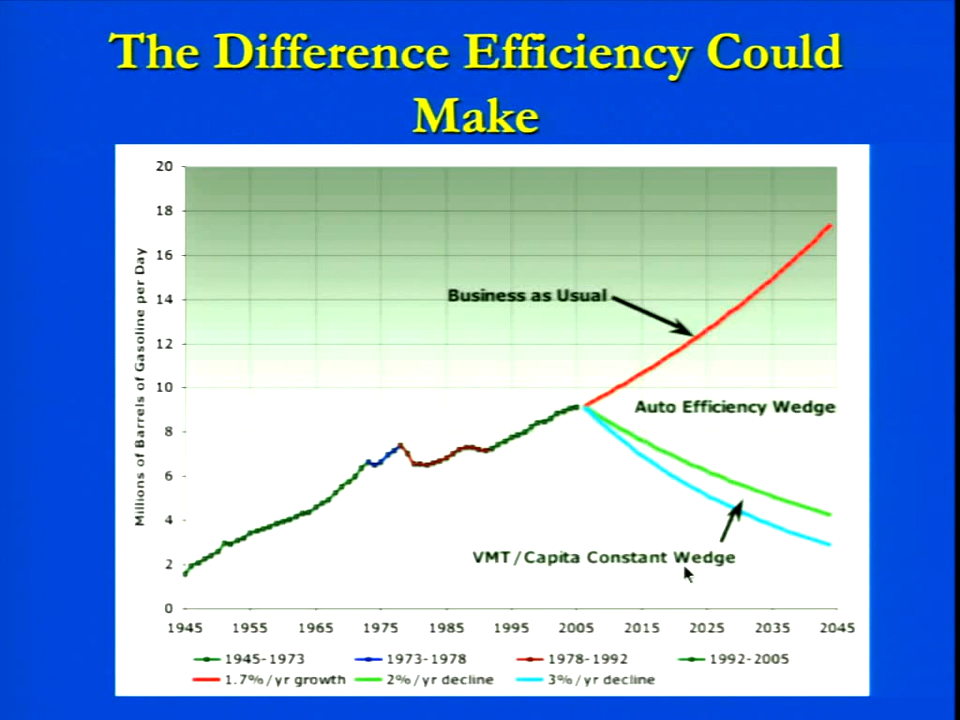 The Difference Efficiency Could
Make
20
18
16
14
12
10
8
6
4
2
0
Millions of Barrels of Gasoline per Day
Business as Usual
Auto Efficiency Wedge
VMT/Capita Constant Wedge
1945 1955 1965 1975 1985 1995 2005 2015 2025 2035 2045
1945-1973 1973-1978 1978-1992 1992-2005
1.7%/yr growth 2%/yr decline 3%/yr decline